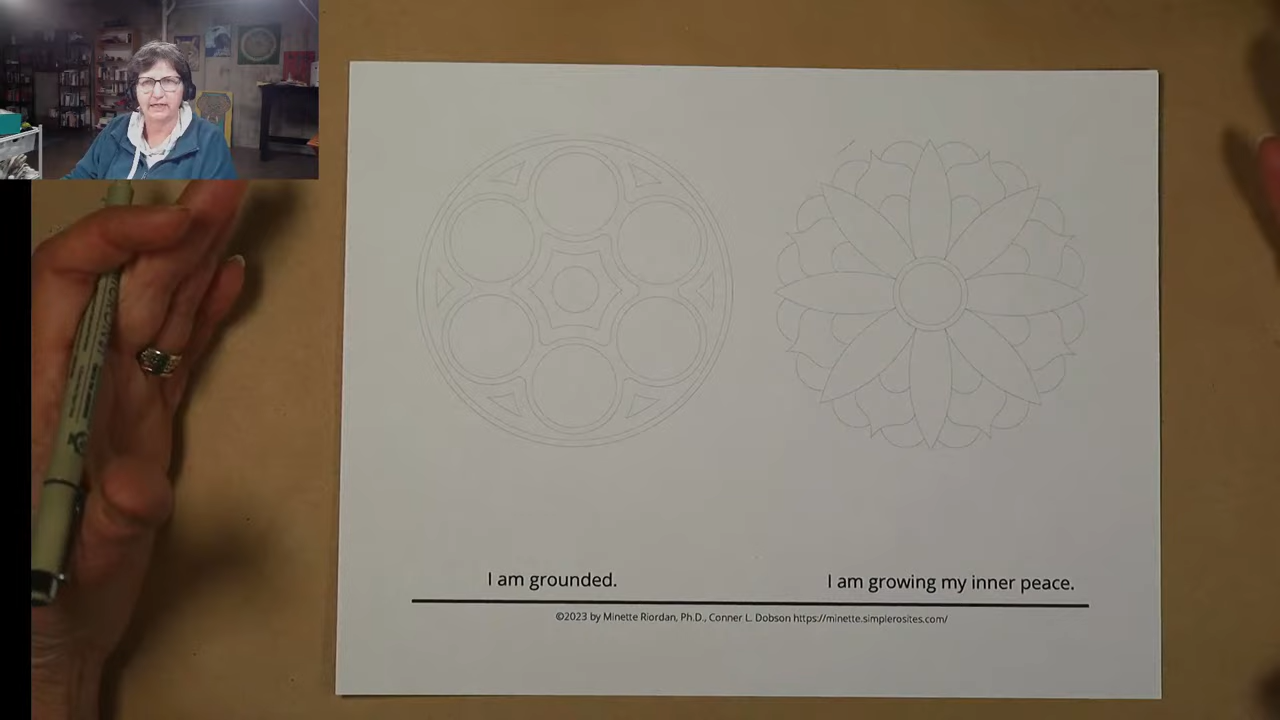 I am grounded.
I am growing my inner peace.
©2023 by Minette Riordan, Ph.D., Conner L. Dobson https://minette.simplerosites.com/